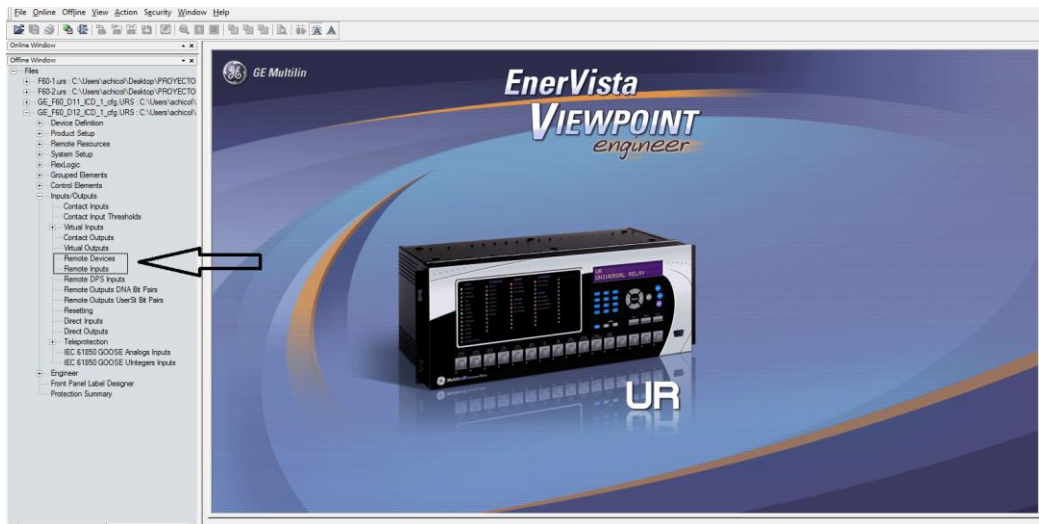 File Online Offline View Action Security Window Help
Online Window
Offline Window
Files
F60-1.urs : C:\Users\achicol\Desktop\PROYECTO
F60-2.urs : C:\Users\achicol\Desktop\PROYECTO
GE_F60_D11_ICD_1_cfg.URS : C:\Users\achicol\
GE_F60_D12_ICD_1_cfg.URS : C:\Users\achicol\
Device Definition
Product Setup
Remote Resources
System Setup
FlexLogic
Grouped Elements
Control Elements
Inputs/Outputs
Contact Inputs
Contact Input Thresholds
Virtual Inputs
Contact Outputs
Virtual Outputs
Remote Devices
Remote Inputs
Remote DPS Inputs
Remote Outputs DNA Bit Pairs
Remote Outputs UserSt Bit Pairs
Resetting
Direct Inputs
Direct Outputs
Teleprotection
IEC 61850 GOOSE Analogs Inputs
IEC 61850 GOOSE UIntegers Inputs
Engineer
Front Panel Label Designer
Protection Summary
GE Multilin
EnerVista
VIEWPOINT
engineer
UR
UNIVERSAL RELAY
UR